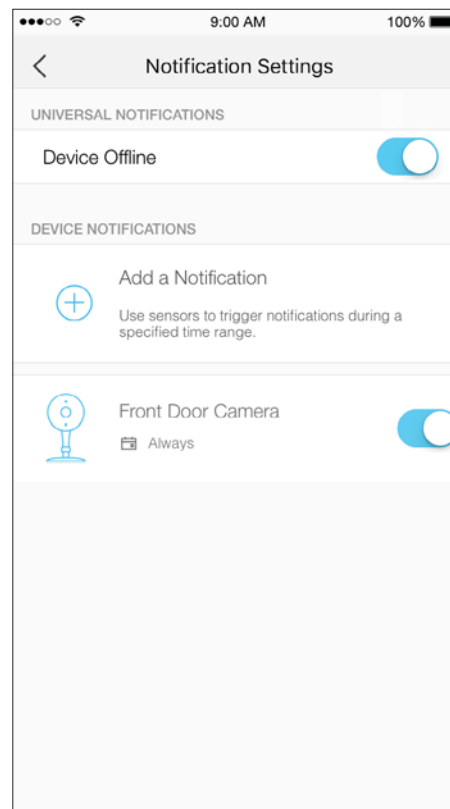 9:00 AM 100%
Notification Settings
UNIVERSAL NOTIFICATIONS
Device Offline
DEVICE NOTIFICATIONS
Add a Notification
Use sensors to trigger notifications during a
specified time range.
Front Door Camera
Always